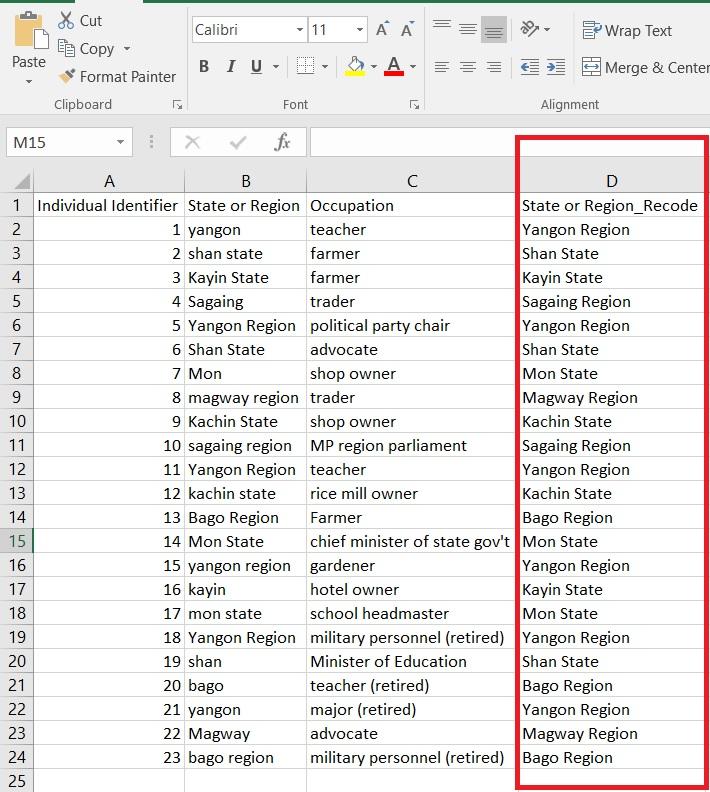 Cut
Calibri 11 A A Wrap Text
Paste Copy
Format Painter B I U A Merge & Center
Clipboard Font Alignment
M15 fx
A B C D
1 Individual Identifier State or Region Occupation State or Region_Recode
2 1 yangon teacher Yangon Region
3 2 shan state farmer Shan State
4 3 Kayin State farmer Kayin State
5 4 Sagaing trader Sagaing Region
6 5 Yangon Region political party chair Yangon Region
7 6 Shan State advocate Shan State
8 7 Mon shop owner Mon State
9 8 magway region trader Magway Region
10 9 Kachin State shop owner Kachin State
11 10 sagaing region MP region parliament Sagaing Region
12 11 Yangon Region teacher Yangon Region
13 12 kachin state rice mill owner Kachin State
14 13 Bago Region Farmer Bago Region
15 14 Mon State chief minister of state gov't Mon State
16 15 yangon region gardener Yangon Region
17 16 kayin hotel owner Kayin State
18 17 mon state school headmaster Mon State
19 18 Yangon Region military personnel (retired) Yangon Region
20 19 shan Minister of Education Shan State
21 20 bago teacher (retired) Bago Region
22 21 yangon major (retired) Yangon Region
23 22 Magway advocate Magway Region
24 23 bago region military personnel (retired) Bago Region
25